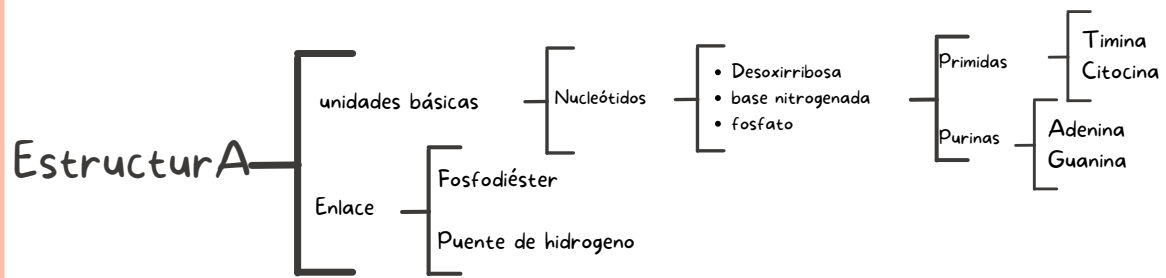 EstructurA
unidades básicas
Nucleótidos
• Desoxirribosa
• base nitrogenada
• fosfato
Primidas
Timina
Citocina
Purinas
Adenina
Guanina
Enlace
Fosfodiéster
Puente de hidrogeno